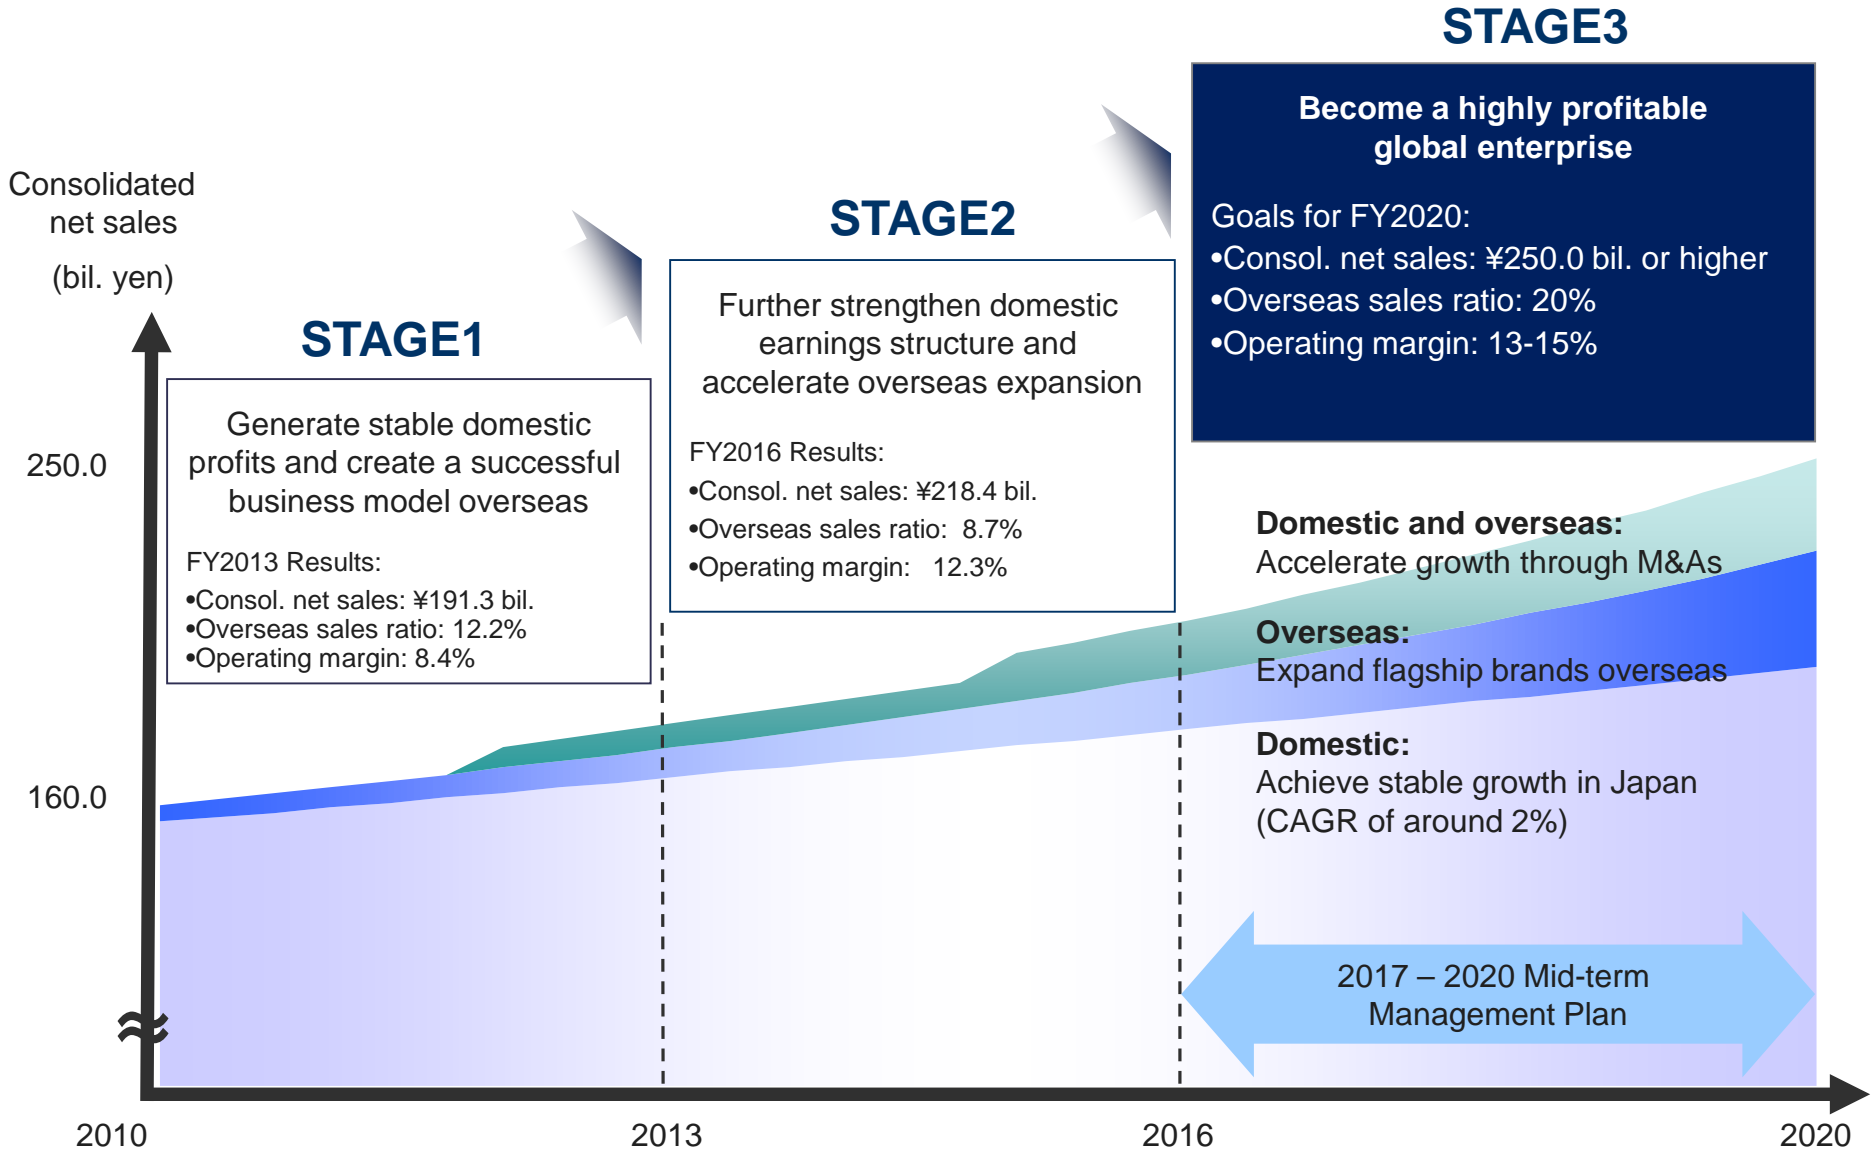 STAGE3
Become a highly profitable
global enterprise
Goals for FY2020:
•Consol. net sales: ¥250.0 bil. or higher
•Overseas sales ratio: 20%
•Operating margin: 13-15%
STAGE2
Further strengthen domestic
earnings structure and
accelerate overseas expansion
FY2016 Results:
•Consol. net sales: ¥218.4 bil.
•Overseas sales ratio: 8.7%
•Operating margin: 12.3%
Consolidated
net sales
(bil. yen)
STAGE1
Generate stable domestic
profits and create a successful
business model overseas
FY2013 Results:
•Consol. net sales: ¥191.3 bil.
•Overseas sales ratio: 12.2%
•Operating margin: 8.4%
250.0
160.0
Domestic and overseas:
Accelerate growth through M&As
Overseas:
Expand flagship brands overseas
Domestic:
Achieve stable growth in Japan
(CAGR of around 2%)
2017 – 2020 Mid-term
Management Plan
2010
2013
2016
2020